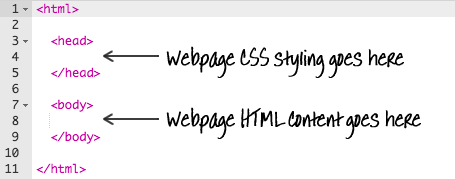 1 <html>
2
3 <head>
4 Webpage CSS styling goes here
5 </head>
6
7 <body>
8 Webpage HTML content goes here
9 </body>
10
11 </html>